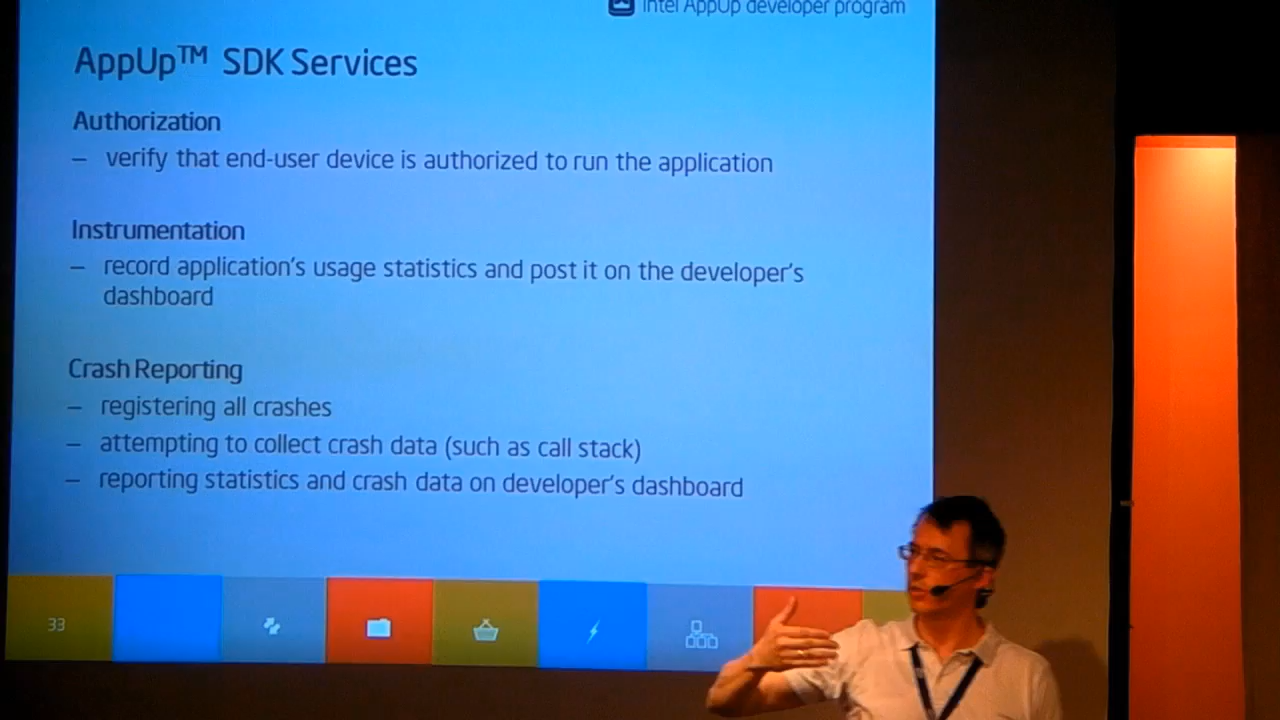 Intel AppUp developer program
AppUp™ SDK Services
Authorization
– verify that end-user device is authorized to run the application
Instrumentation
– record application's usage statistics and post it on the developer's
dashboard
Crash Reporting
– registering all crashes
– attempting to collect crash data (such as call stack)
– reporting statistics and crash data on developer's dashboard
33